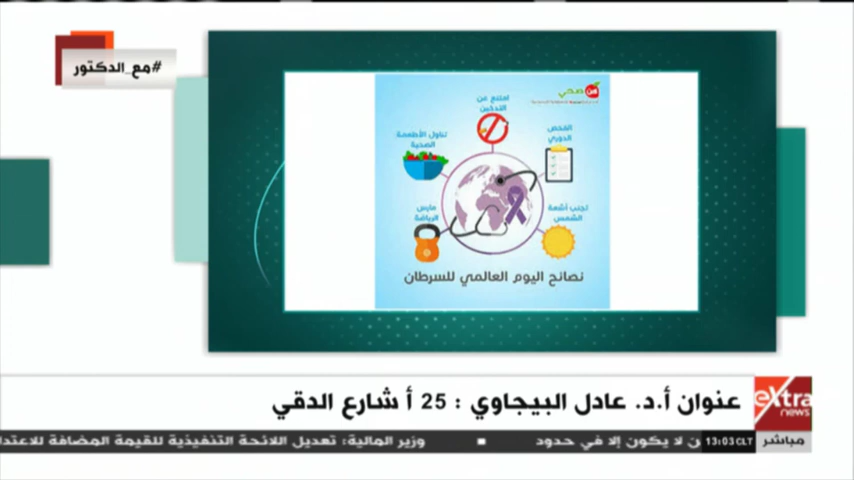 #مع_الدكتور
صحي
امتنع عن
التدخين
الفحص
الدوري
تناول الأطعمة
الصحية
تجنب أشعة
الشمس
مارس
الرياضة
نصائح اليوم العالمي للسرطان
عنوان أ.د. عادل البيجاوي : 25 أ شارع الدقي
eXtra
news
مباشر
13:03 CLT
ن لا يكون إلا في حدود
وزير المالية: تعديل اللائحة التنفيذية للقيمة المضافة للاعتدا